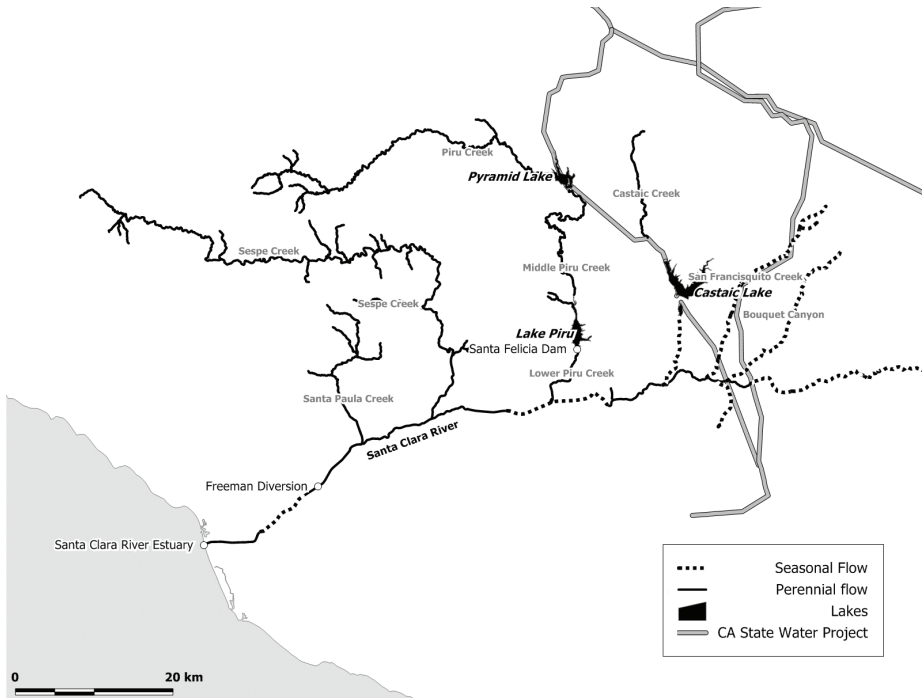 Piru Creek
Pyramid Lake
Castaic Creek
Sespe Creek
Middle Piru Creek
San Francisquito Creek
Castaic Lake
Sespe Creek
Bouquet Canyon
Lake Piru
Santa Felicia Dam
Lower Piru Creek
Santa Paula Creek
Santa Clara River
Freeman Diversion
Santa Clara River Estuary
Seasonal Flow
Perennial flow
Lakes
CA State Water Project
0
20 km